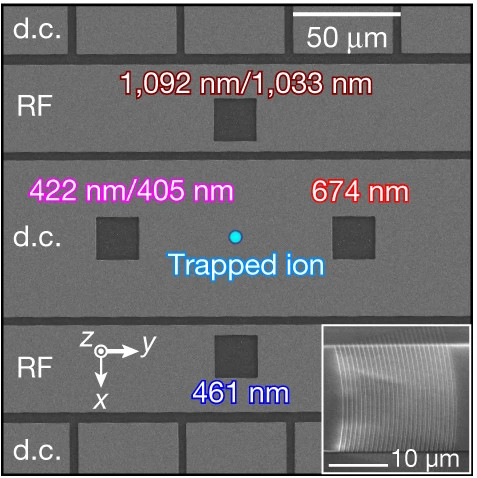 d.c.
50 μm
1,092 nm/1,033 nm
RF
422 nm/405 nm
674 nm
d.c.
Trapped ion
z
y
RF
x
461 nm
d.c.
10 μm